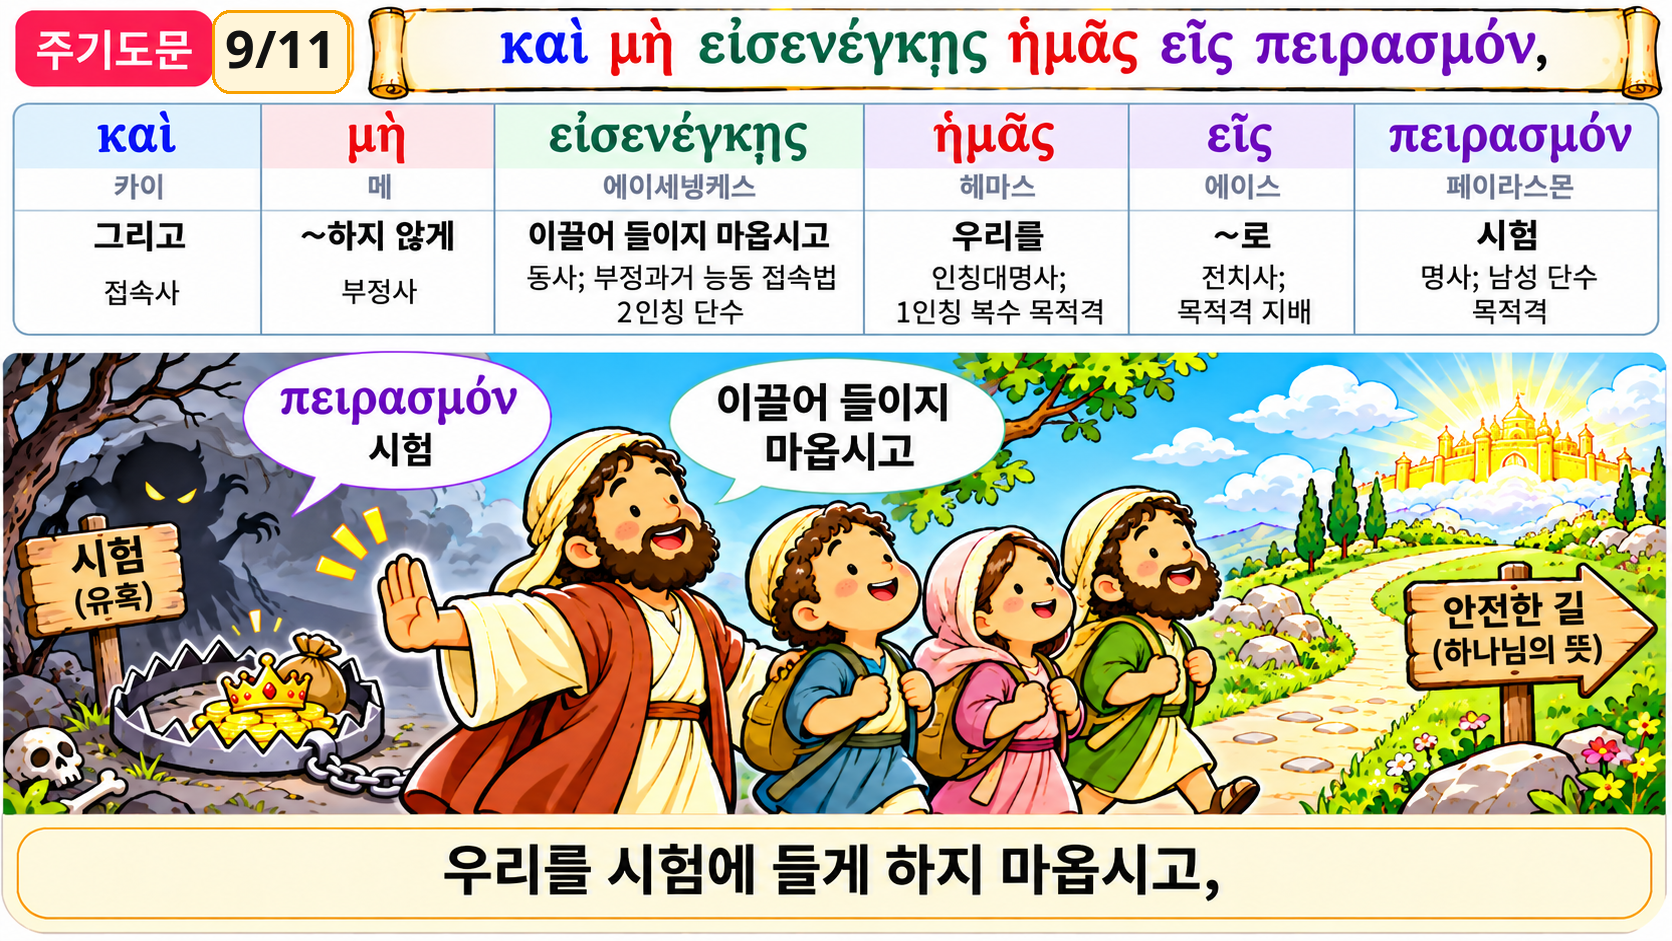 주기도문 9/11 καὶ μὴ εἰσενέγκῃς ἡμᾶς εῖς πειρασμόν,
καὶ μὴ εἰσενέγκῃς ἡμᾶς εῖς πειρασμόν
카이 메 에이세넹케스 헤마스 에이스 페이라스몬
그리고 ~하지 않게 이끌어 들이지 마옵시고 우리를 ~로 시험
접속사 부정사 동사; 부정과거 능동 접속법 인칭대명사; 전치사; 명사; 남성 단수
2인칭 단수 1인칭 복수 목적격 목적격 지배 목적격
πειρασμόν
시험
이끌어 들이지
마옵시고
시험
(유혹)
안전한 길
(하나님의 뜻)
우리를 시험에 들게 하지 마옵시고,